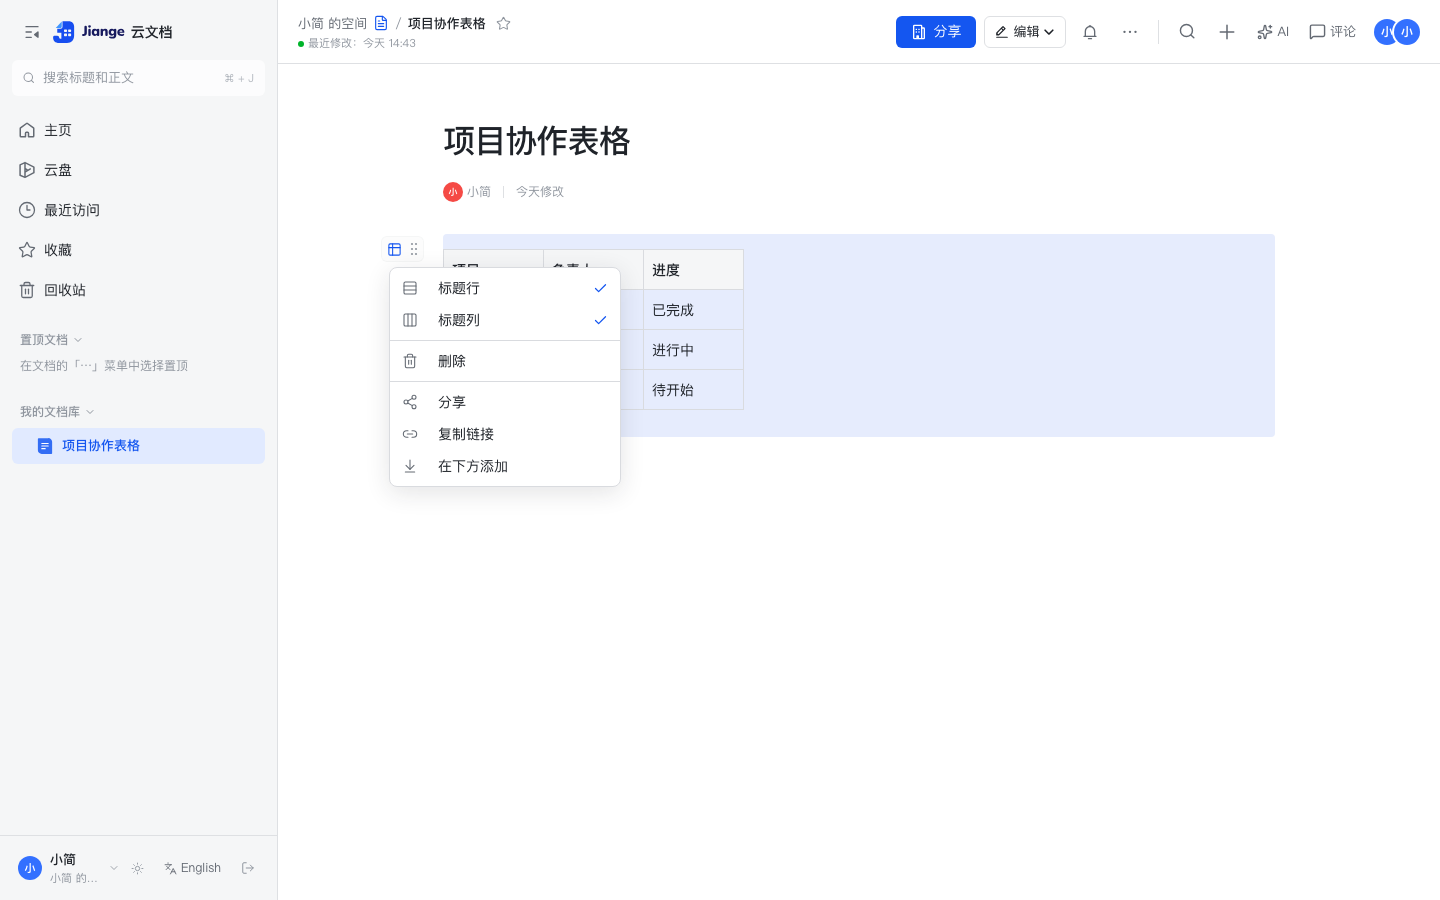 Jiange 云文档
搜索标题和正文 ⌘ + J
主页
云盘
最近访问
收藏
回收站
置顶文档
在文档的「···」菜单中选择置顶
我的文档库
项目协作表格
小 小简
小简 的...
English
小简 的空间 / 项目协作表格
最近修改：今天 14:43
分享 编辑 AI 评论 小 小
项目协作表格
小 小简 今天修改
进度
已完成
进行中
待开始
标题行
标题列
删除
分享
复制链接
在下方添加